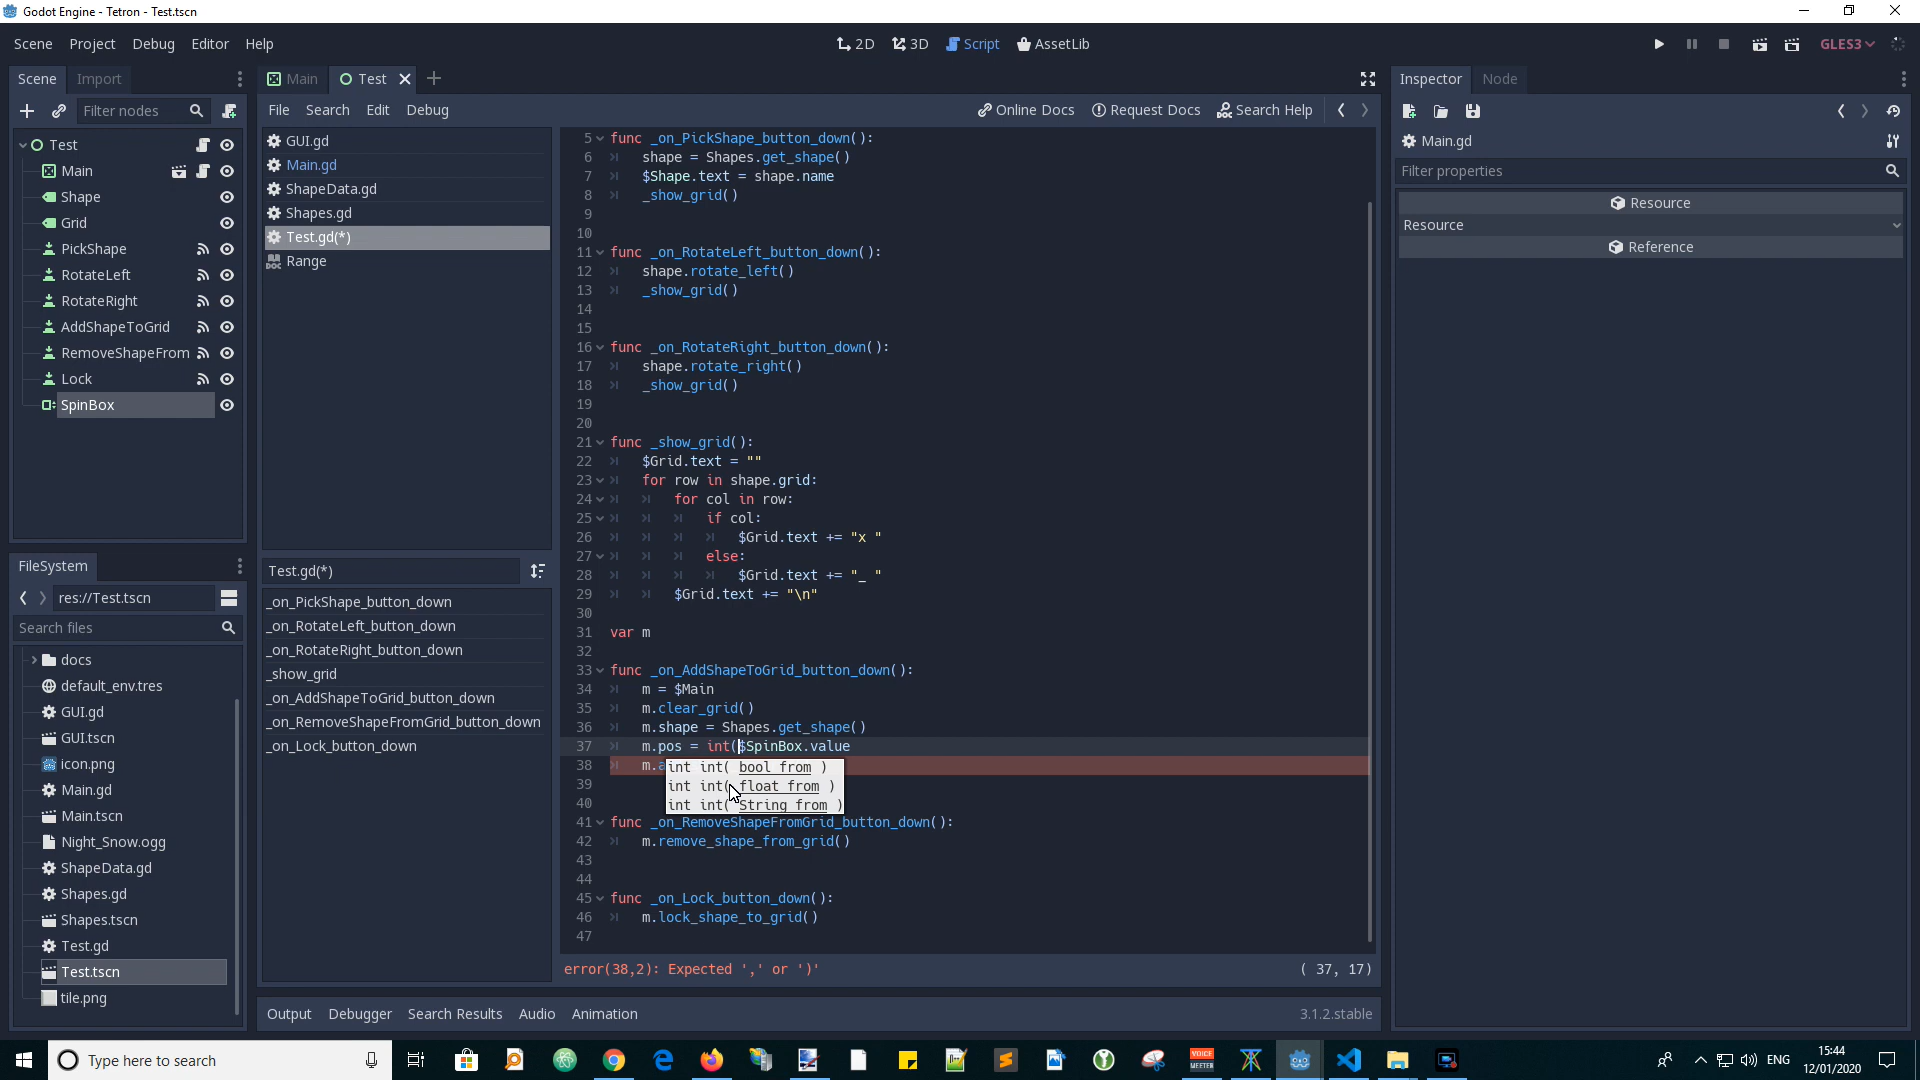 Godot Engine - Tetron - Test.tscn
Scene Project Debug Editor Help
2D 3D Script AssetLib
GLES3
Scene Import
Filter nodes
Test
Main
Shape
Grid
PickShape
RotateLeft
RotateRight
AddShapeToGrid
RemoveShapeFrom
Lock
SpinBox
FileSystem
res://Test.tscn
Search files
docs
default_env.tres
GUI.gd
GUI.tscn
icon.png
Main.gd
Main.tscn
Night_Snow.ogg
ShapeData.gd
Shapes.gd
Shapes.tscn
Test.gd
Test.tscn
tile.png
Main Test
File Search Edit Debug
Online Docs Request Docs Search Help
GUI.gd
Main.gd
ShapeData.gd
Shapes.gd
Test.gd(*)
Range
Test.gd(*)
_on_PickShape_button_down
_on_RotateLeft_button_down
_on_RotateRight_button_down
_show_grid
_on_AddShapeToGrid_button_down
_on_RemoveShapeFromGrid_button_down
_on_Lock_button_down
5 func _on_PickShape_button_down():
6 shape = Shapes.get_shape()
7 $Shape.text = shape.name
8 _show_grid()
9
10
11 func _on_RotateLeft_button_down():
12 shape.rotate_left()
13 _show_grid()
14
15
16 func _on_RotateRight_button_down():
17 shape.rotate_right()
18 _show_grid()
19
20
21 func _show_grid():
22 $Grid.text = ""
23 for row in shape.grid:
24 for col in row:
25 if col:
26 $Grid.text += "x "
27 else:
28 $Grid.text += "_ "
29 $Grid.text += "\n"
30
31 var m
32
33 func _on_AddShapeToGrid_button_down():
34 m = $Main
35 m.clear_grid()
36 m.shape = Shapes.get_shape()
37 m.pos = int($SpinBox.value
38 m.a
int int( bool from )
int int( float from )
int int( String from )
39
40
41 func _on_RemoveShapeFromGrid_button_down():
42 m.remove_shape_from_grid()
43
44
45 func _on_Lock_button_down():
46 m.lock_shape_to_grid()
47
error(38,2): Expected ',' or ')'
( 37, 17)
Output Debugger Search Results Audio Animation
3.1.2.stable
Inspector Node
Main.gd
Filter properties
Resource
Resource
Reference
Type here to search
VOICE MEETER
ENG
15:44
12/01/2020